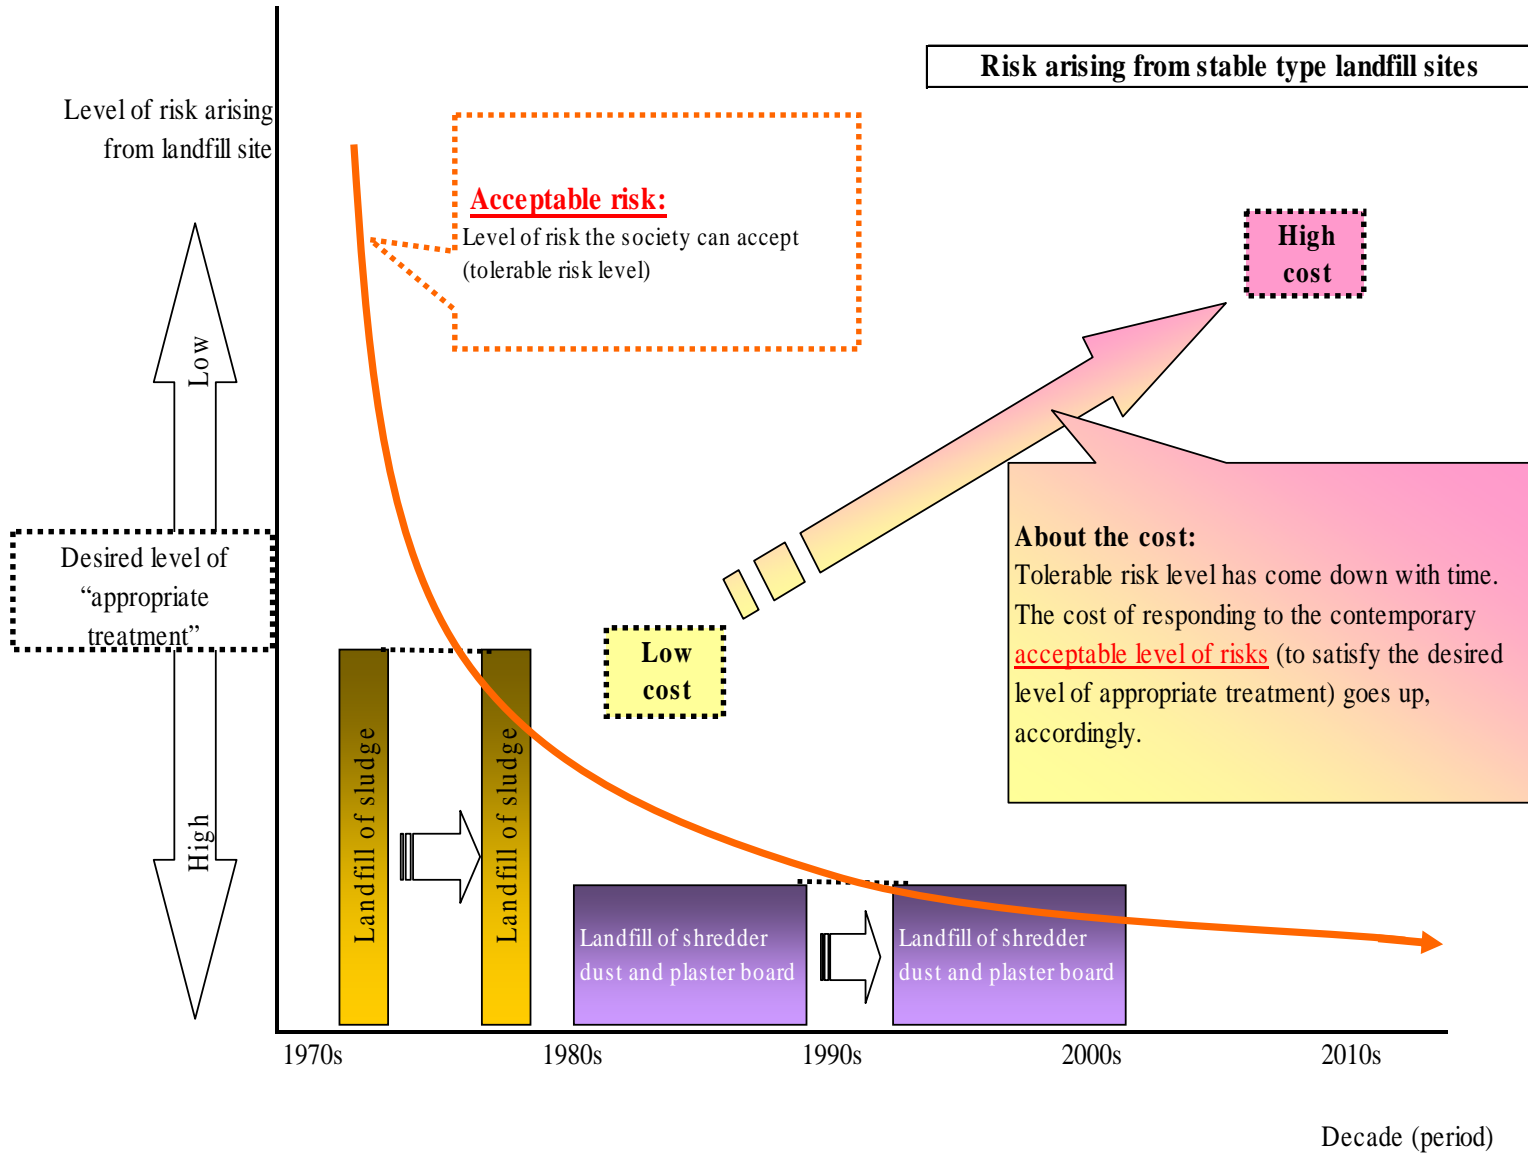 Risk arising from stable type landfill sites
Level of risk arising
from landfill site
Acceptable risk:
Level of risk the society can accept
(tolerable risk level)
High
cost
Low
Desired level of
“appropriate
treatment”
High
About the cost:
Tolerable risk level has come down with time.
The cost of responding to the contemporary
acceptable level of risks (to satisfy the desired
level of appropriate treatment) goes up,
accordingly.
Low
cost
Landfill of sludge
Landfill of sludge
Landfill of shredder
dust and plaster board
Landfill of shredder
dust and plaster board
1970s 1980s 1990s 2000s 2010s
Decade (period)